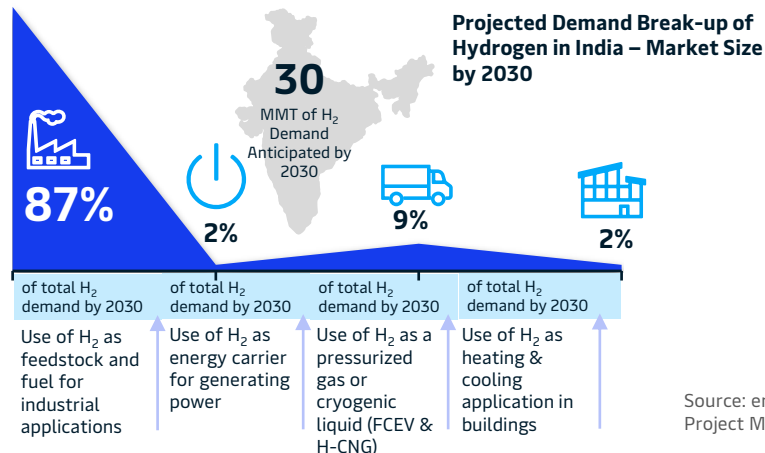 Projected Demand Break-up of
Hydrogen in India – Market Size
by 2030
30
MMT of H₂
Demand
Anticipated by
2030
87%
2%
9%
2%
of total H₂
demand by 2030
of total H₂
demand by 2030
of total H₂
demand by 2030
of total H₂
demand by 2030
Use of H₂ as
feedstock and
fuel for
industrial
applications
Use of H₂ as
energy carrier
for generating
power
Use of H₂ as a
pressurized
gas or
cryogenic
liquid (FCEV &
H-CNG)
Use of H₂ as
heating &
cooling
application in
buildings
Source:
Project